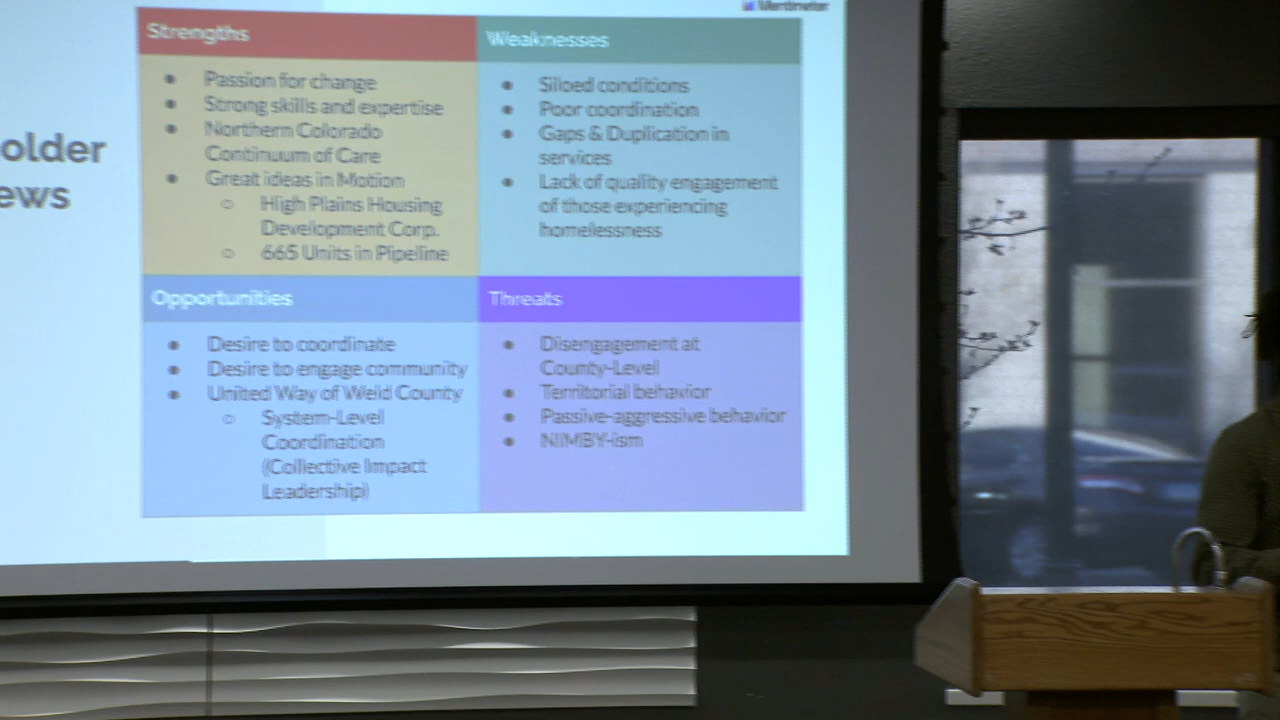 Mentimeter
older
ews
Strengths
Passion for change
Strong skills and expertise
Northern Colorado
Continuum of Care
Great ideas in Motion
High Plains Housing
Development Corp.
665 Units in Pipeline
Weaknesses
Siloed conditions
Poor coordination
Gaps & Duplication in
services
Lack of quality engagement
of those experiencing
homelessness
Opportunities
Desire to coordinate
Desire to engage community
United Way of Weld County
System-Level
Coordination
(Collective Impact
Leadership)
Threats
Disengagement at
County-Level
Territorial behavior
Passive-aggressive behavior
NIMBY-ism